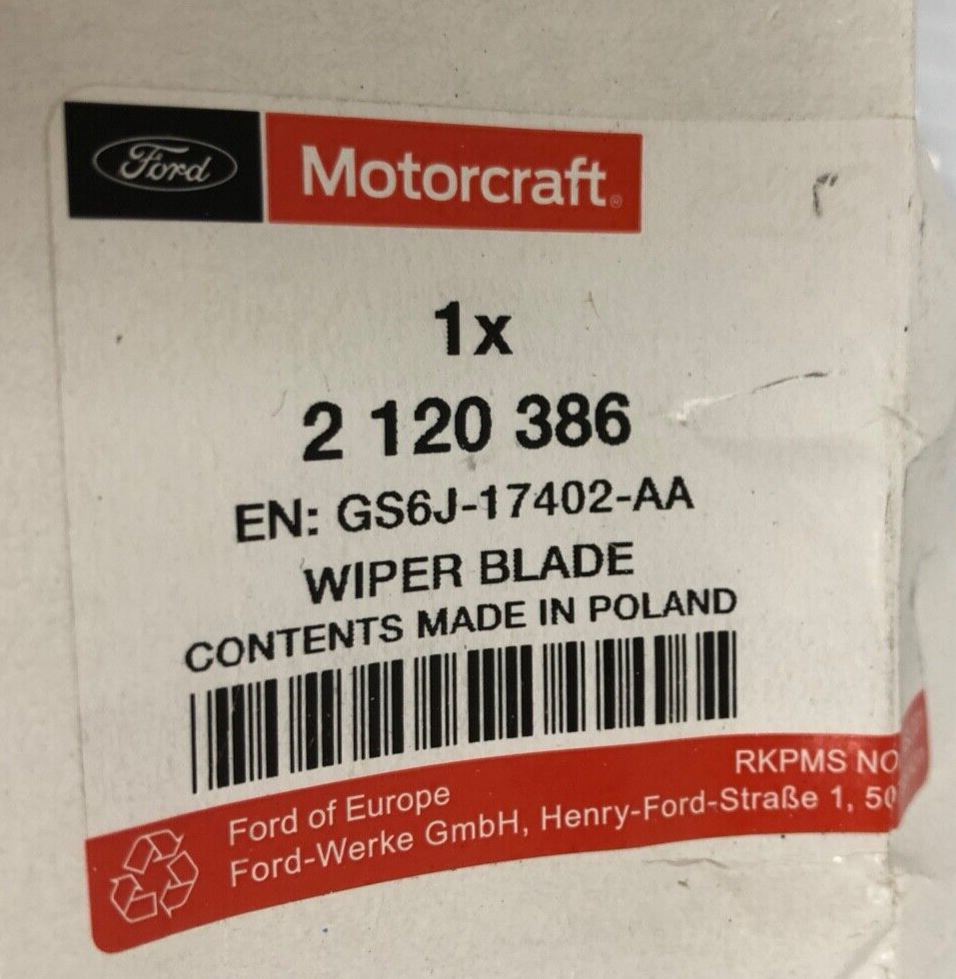 Ford Motorcraft®
1x
2 120 386
EN: GS6J-17402-AA
WIPER BLADE
CONTENTS MADE IN POLAND
RKPMS NO
Ford of Europe
Ford-Werke GmbH, Henry-Ford-Straße 1, 50